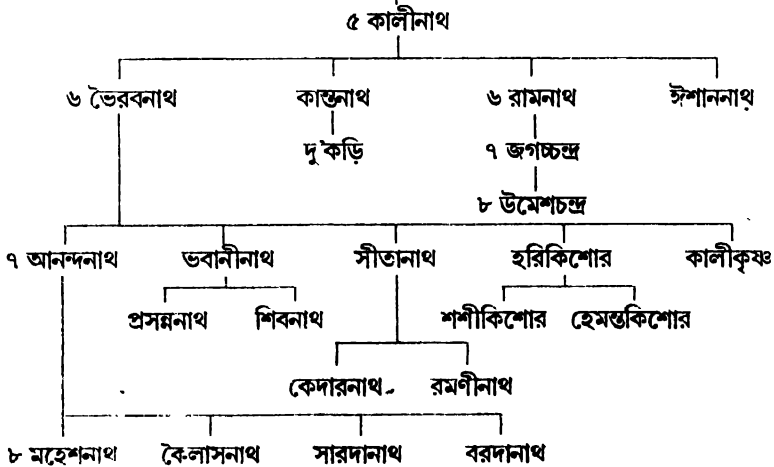 ৫ কালীনাথ
৬ ভৈরবনাথ কান্তনাথ ৬ রামনাথ ঈশাননাথ
দু'কড়ি ৭ জগচ্চন্দ্র
৮ উমেশচন্দ্র
৭ আনন্দনাথ ভবানীনাথ সীতানাথ হরিকিশোর কালীকৃষ্ণ
প্রসন্ননাথ শিবনাথ শশীকিশোর হেমন্তকিশোর
কেদারনাথ রমণীনাথ
৮ মহেশনাথ কৈলাসনাথ সারদানাথ বরদানাথ